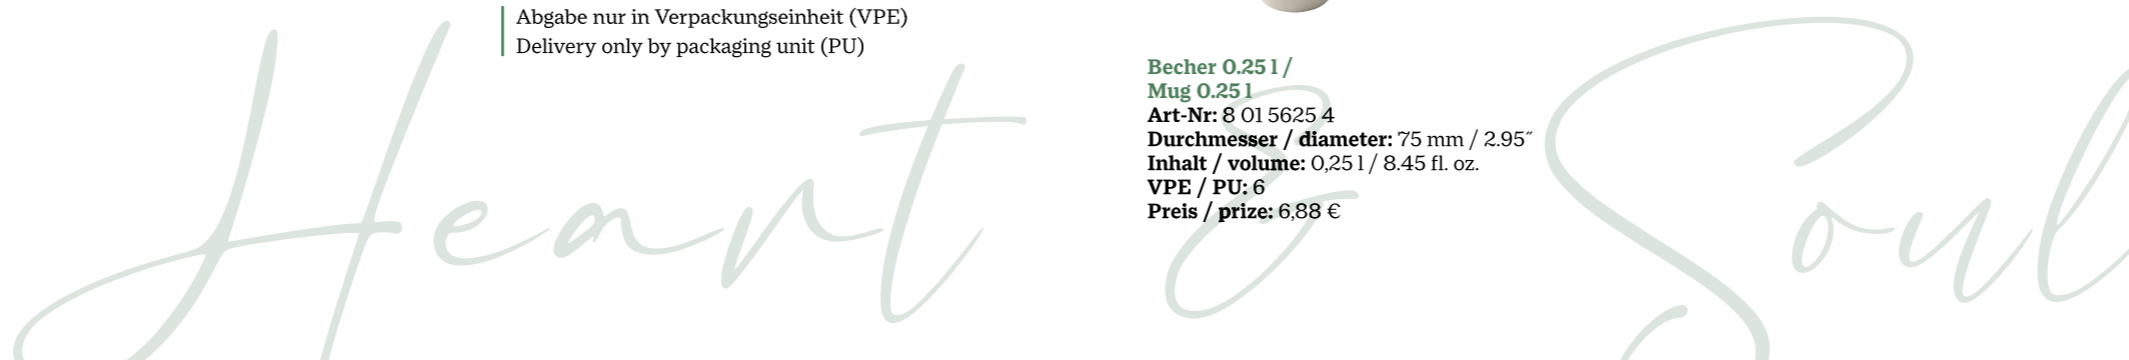 Abgabe nur in Verpackungseinheit (VPE)
Delivery only by packaging unit (PU)
Becher 0.25 l /
Mug 0.25 l
Art-Nr: 8 01 5625 4
Durchmesser / diameter: 75 mm / 2.95″
Inhalt / volume: 0,25 l / 8.45 fl. oz.
VPE / PU: 6
Preis / prize: 6,88 €
Heart & Soul